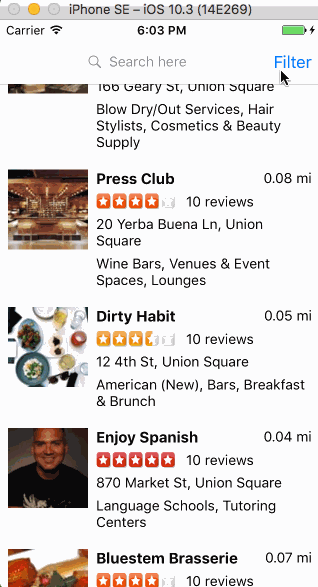 iPhone SE – iOS 10.3 (14E269)
Carrier 6:03 PM
Search here Filter
166 Geary St, Union Square
Blow Dry/Out Services, Hair
Stylists, Cosmetics & Beauty
Supply
Press Club 0.08 mi
10 reviews
20 Yerba Buena Ln, Union
Square
Wine Bars, Venues & Event
Spaces, Lounges
Dirty Habit 0.05 mi
10 reviews
12 4th St, Union Square
American (New), Bars, Breakfast
& Brunch
Enjoy Spanish 0.04 mi
10 reviews
870 Market St, Union Square
Language Schools, Tutoring
Centers
Bluestem Brasserie 0.07 mi
10 reviews